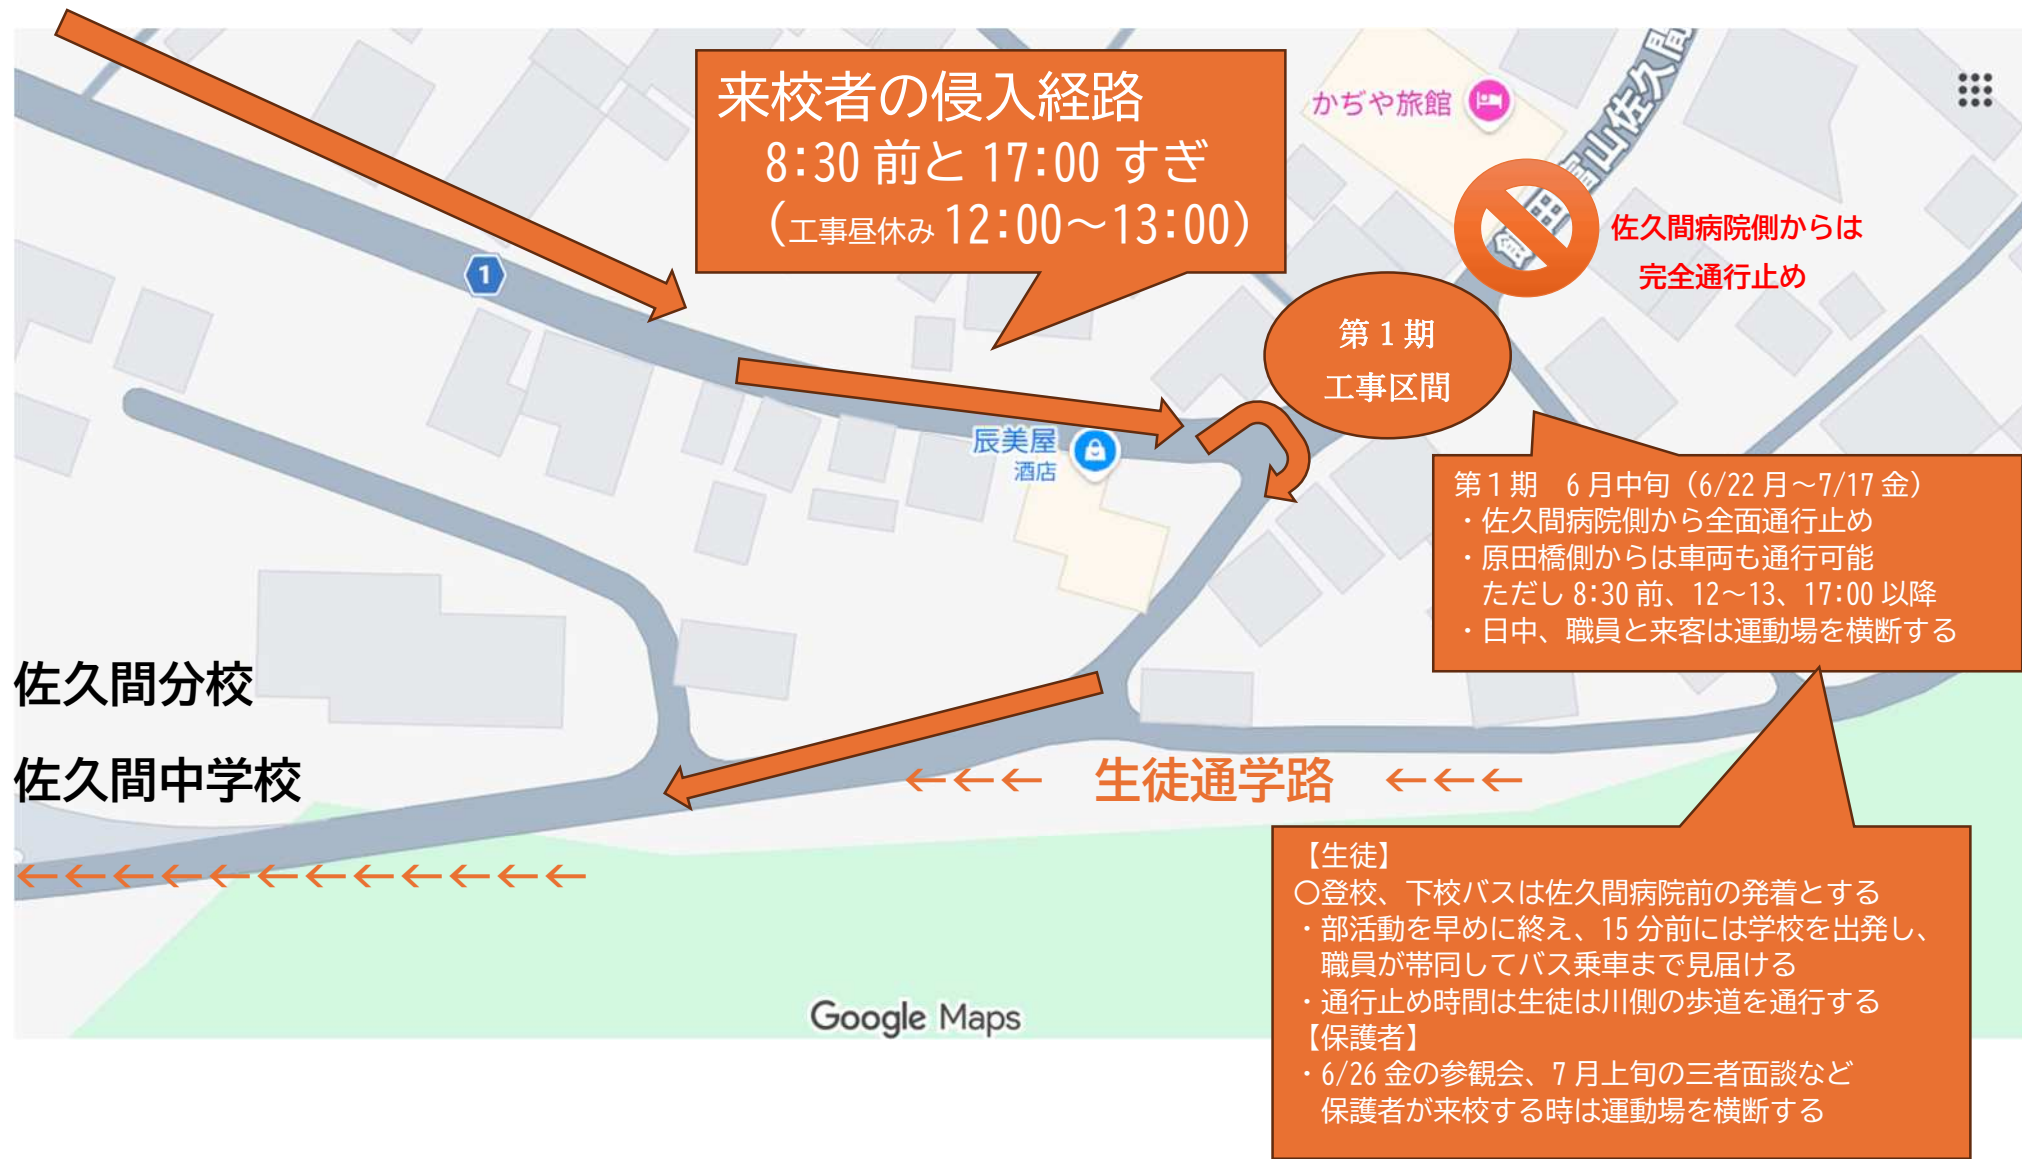 来校者の侵入経路
8:30 前と 17:00 すぎ
（工事昼休み 12:00～13:00）
かぢや旅館
富山佐久間
佐久間病院側からは
完全通行止め
1
第１期
工事区間
辰美屋
酒店
第１期　6 月中旬（6/22 月～7/17 金）
・佐久間病院側から全面通行止め
・原田橋側からは車両も通行可能
ただし 8:30 前、12～13、17:00 以降
・日中、職員と来客は運動場を横断する
佐久間分校
佐久間中学校
←←←　生徒通学路　←←←
←←←←←←←←←←←←
【生徒】
〇登校、下校バスは佐久間病院前の発着とする
・部活動を早めに終え、15 分前には学校を出発し、
職員が帯同してバス乗車まで見届ける
・通行止め時間は生徒は川側の歩道を通行する
【保護者】
・6/26 金の参観会、7 月上旬の三者面談など
保護者が来校する時は運動場を横断する
Google Maps